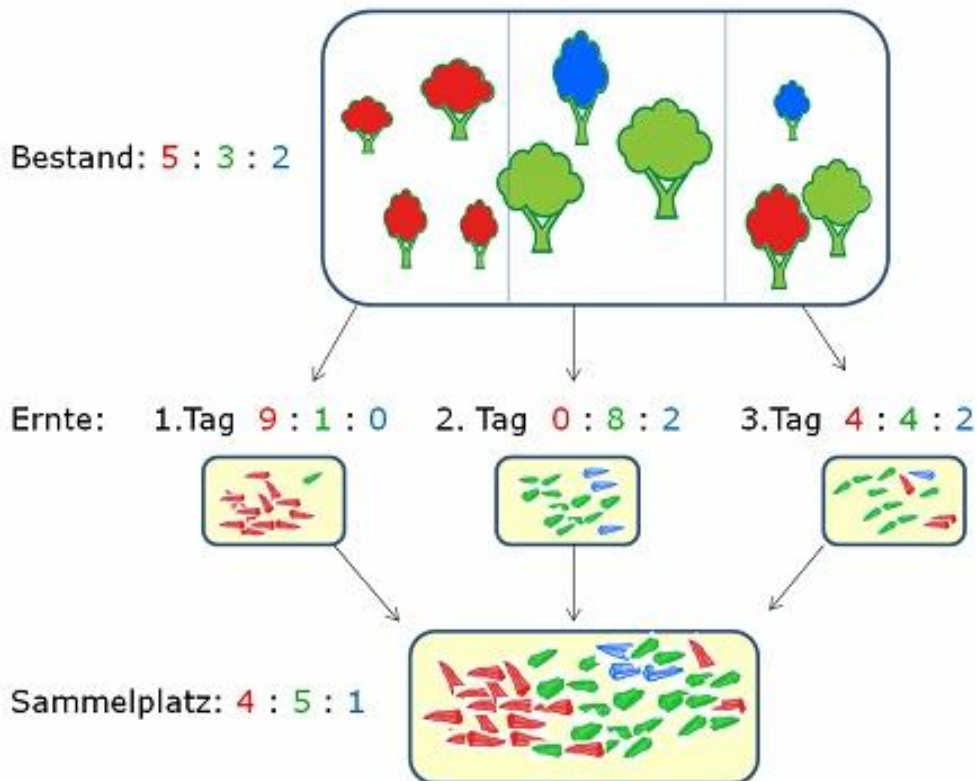 Bestand: 5 : 3 : 2
Ernte: 1.Tag 9 : 1 : 0 2. Tag 0 : 8 : 2 3.Tag 4 : 4 : 2
Sammelplatz: 4 : 5 : 1